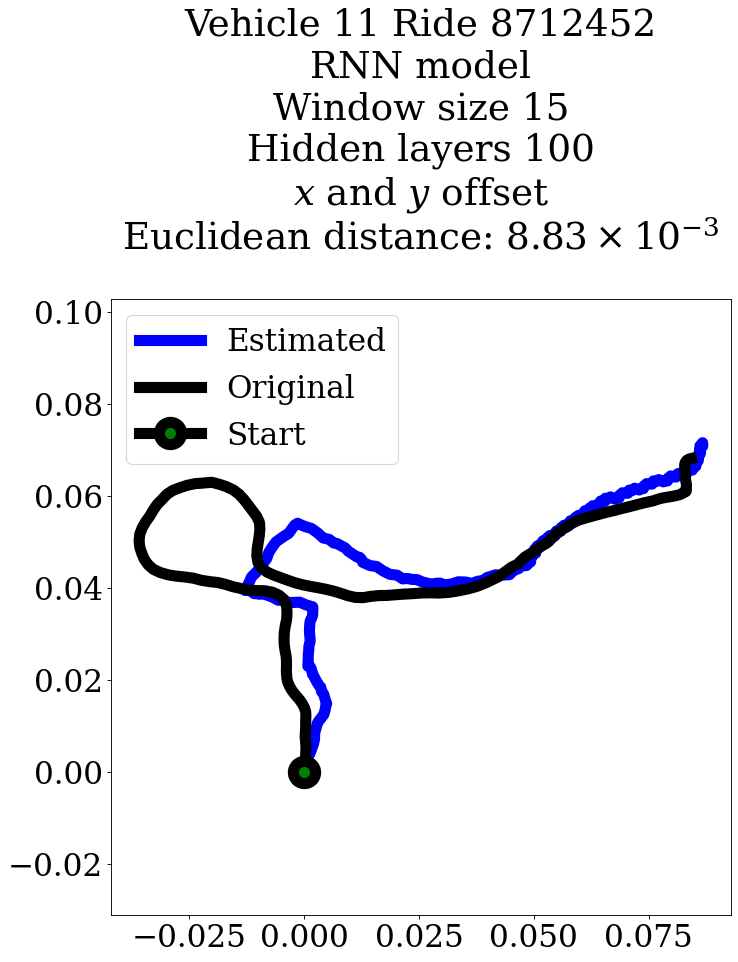 Vehicle 11 Ride 8712452
RNN model
Window size 15
Hidden layers 100
x and y offset
Euclidean distance: 8.83 × 10⁻³
0.10
0.08
0.06
0.04
0.02
0.00
−0.02
Estimated
Original
Start
−0.025 0.000 0.025 0.050 0.075